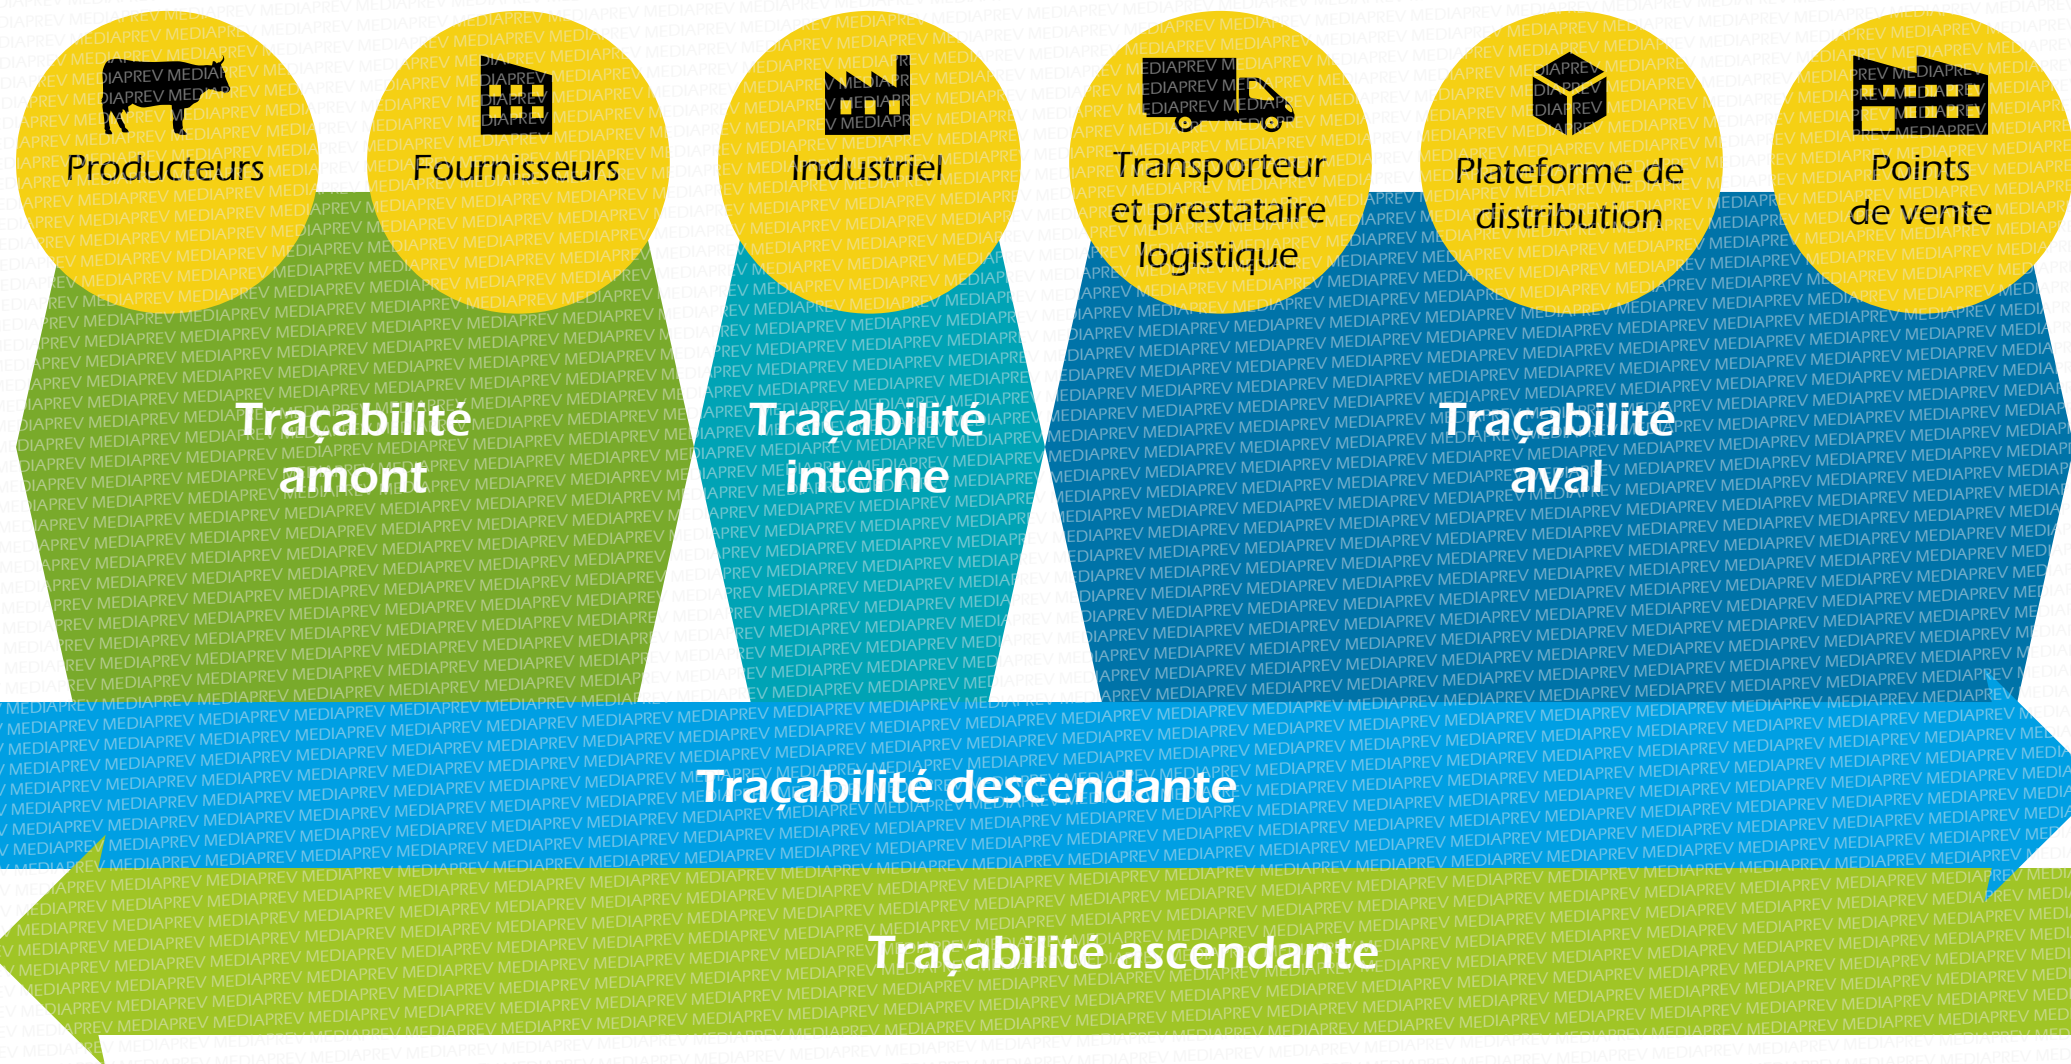 Producteurs
Fournisseurs
Industriel
Transporteur
et prestataire
logistique
Plateforme de
distribution
Points
de vente
Traçabilité
amont
Traçabilité
interne
Traçabilité
aval
Traçabilité descendante
Traçabilité ascendante
MEDIAPREV